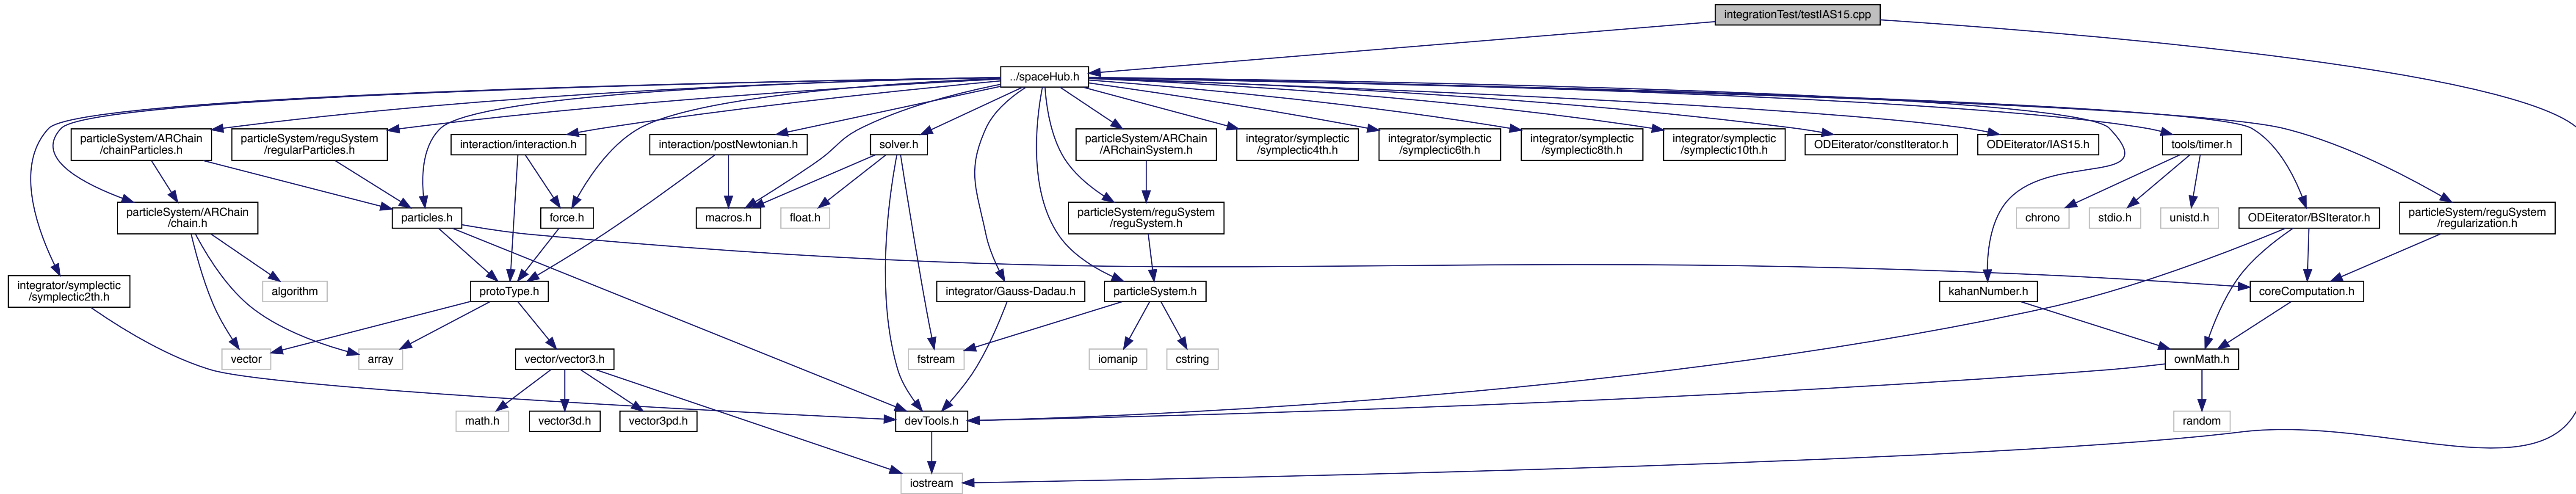 integrationTest/testIAS15.cpp
../spaceHub.h
particleSystem/ARChain
/chainParticles.h
particleSystem/reguSystem
/regularParticles.h
interaction/interaction.h
interaction/postNewtonian.h
solver.h
particleSystem/ARChain
/ARchainSystem.h
integrator/symplectic
/symplectic4th.h
integrator/symplectic
/symplectic6th.h
integrator/symplectic
/symplectic8th.h
integrator/symplectic
/symplectic10th.h
ODEiterator/constIterator.h
ODEiterator/IAS15.h
tools/timer.h
particleSystem/ARChain
/chain.h
particles.h
force.h
macros.h
float.h
particleSystem/reguSystem
/reguSystem.h
chrono
stdio.h
unistd.h
ODEiterator/BSIterator.h
particleSystem/reguSystem
/regularization.h
integrator/symplectic
/symplectic2th.h
algorithm
protoType.h
integrator/Gauss-Dadau.h
particleSystem.h
kahanNumber.h
coreComputation.h
vector
array
vector/vector3.h
fstream
iomanip
cstring
ownMath.h
math.h
vector3d.h
vector3pd.h
devTools.h
random
iostream